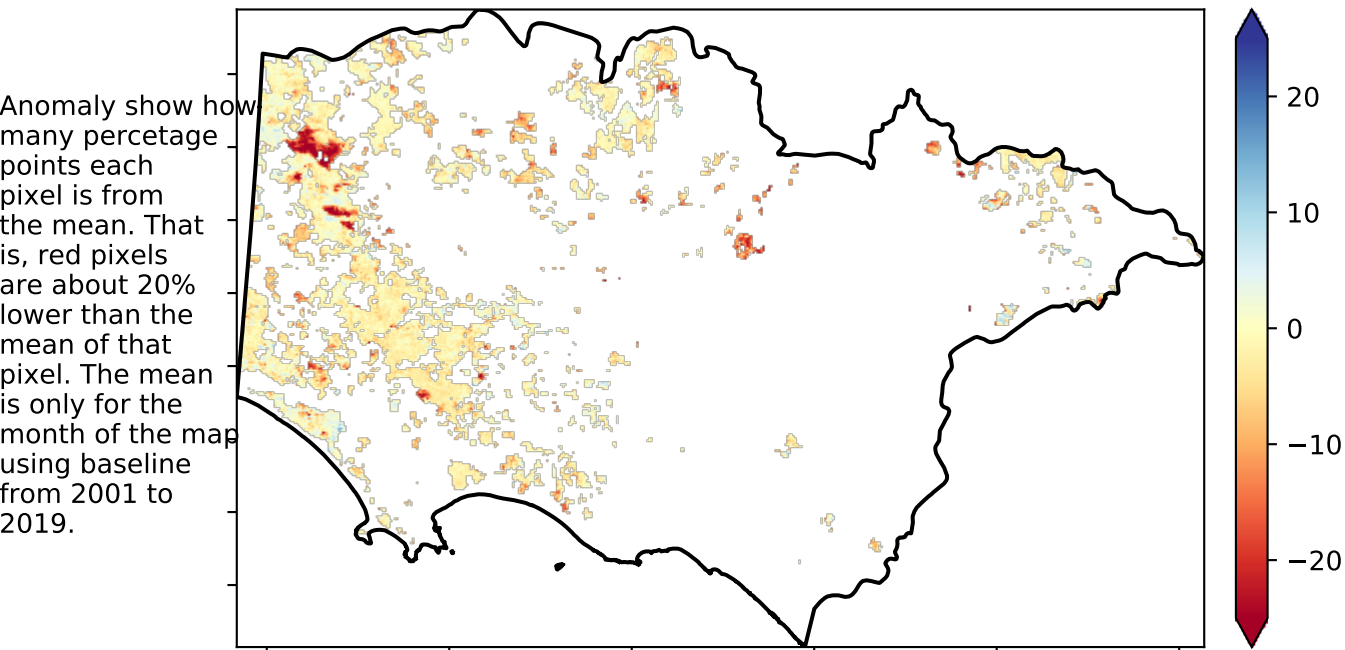 Anomaly show how
many percetage
points each
pixel is from
the mean. That
is, red pixels
are about 20%
lower than the
mean of that
pixel. The mean
is only for the
month of the map
using baseline
from 2001 to
2019.
20
10
0
−10
−20